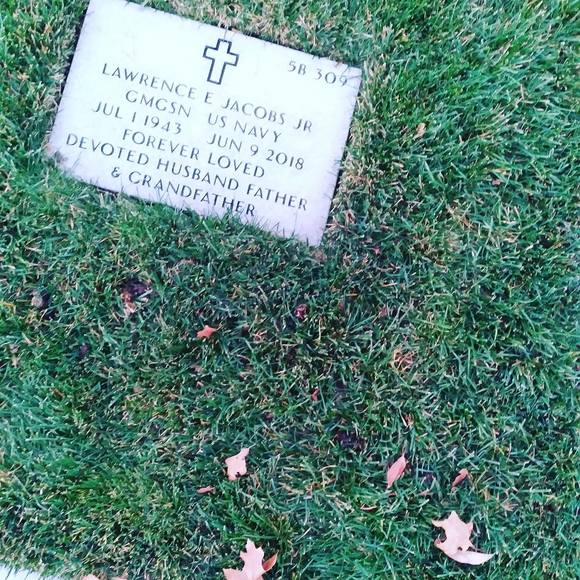 5B 309
LAWRENCE E JACOBS JR
GMGSN US NAVY
JUL 1 1943 JUN 9 2018
FOREVER LOVED
DEVOTED HUSBAND FATHER
& GRANDFATHER